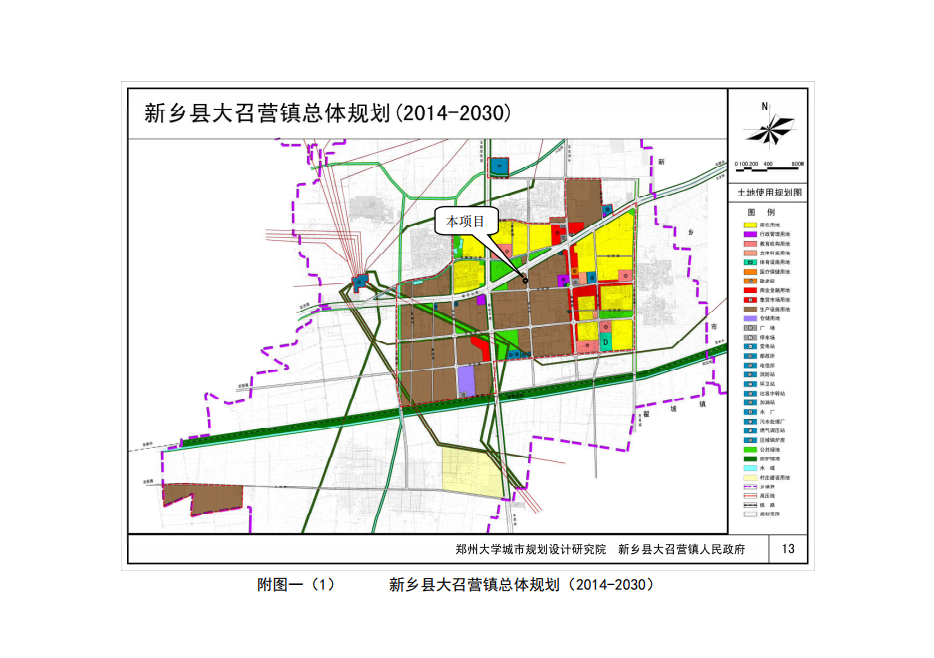 新乡县大召营镇总体规划(2014-2030)
N
0 100 200 400 800M
土地使用规划图
图 例
居住用地
行政管理用地
教育机构用地
体育设施用地
医疗保健用地
商业金融用地
集贸市场用地
生产设施用地
仓储用地
广 场
停车场
变电站
邮政所
电信所
消防站
环卫站
垃圾中转站
加油站
水 厂
污水处理厂
燃气调压站
区域锅炉房
公共绿地
防护绿地
水 域
村庄建设用地
乡镇界
高压线
铁 路
新
乡
市
本项目
D
翟 坡 镇
郑州大学城市规划设计研究院 新乡县大召营镇人民政府
13
附图一（1） 新乡县大召营镇总体规划（2014-2030）